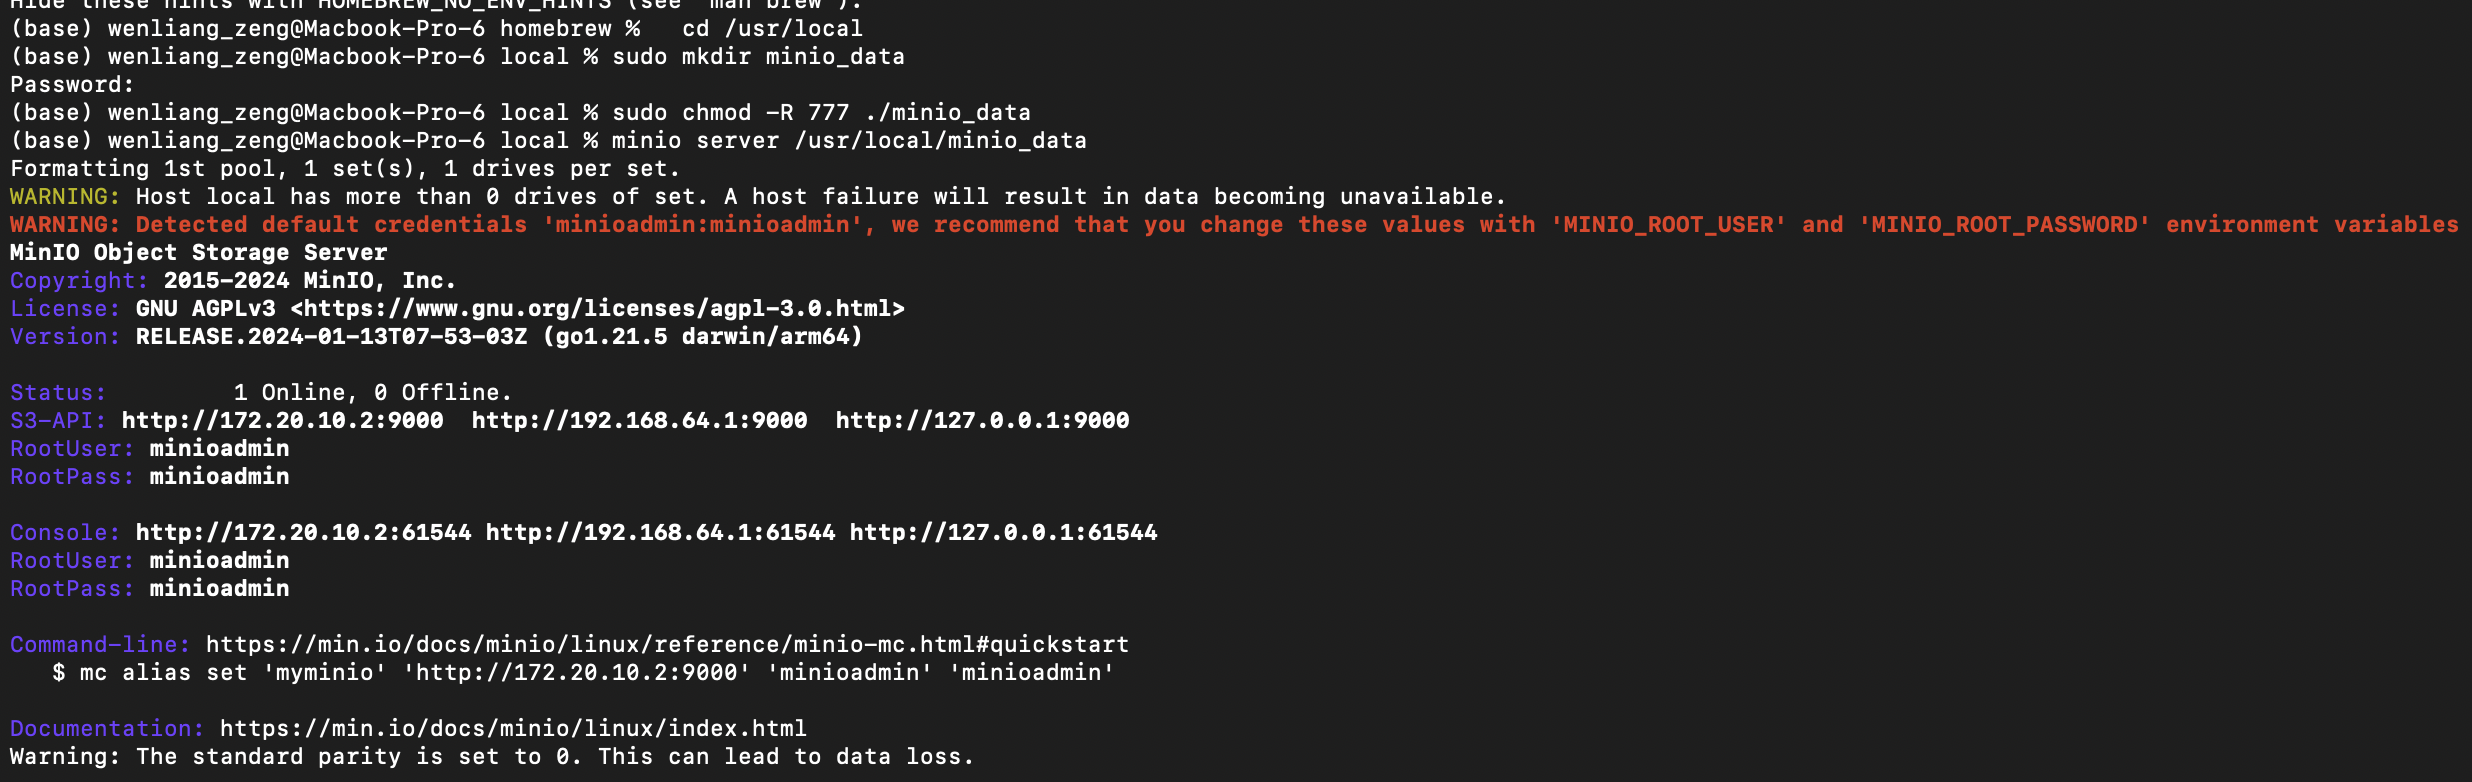 Hide these hints with HOMEBREW_NO_ENV_HINTS (see `man brew`).
(base) wenliang_zeng@Macbook-Pro-6 homebrew %   cd /usr/local
(base) wenliang_zeng@Macbook-Pro-6 local % sudo mkdir minio_data
Password:
(base) wenliang_zeng@Macbook-Pro-6 local % sudo chmod -R 777 ./minio_data
(base) wenliang_zeng@Macbook-Pro-6 local % minio server /usr/local/minio_data
Formatting 1st pool, 1 set(s), 1 drives per set.
WARNING: Host local has more than 0 drives of set. A host failure will result in data becoming unavailable.
WARNING: Detected default credentials 'minioadmin:minioadmin', we recommend that you change these values with 'MINIO_ROOT_USER' and 'MINIO_ROOT_PASSWORD' environment variables
MinIO Object Storage Server
Copyright: 2015-2024 MinIO, Inc.
License: GNU AGPLv3 <https://www.gnu.org/licenses/agpl-3.0.html>
Version: RELEASE.2024-01-13T07-53-03Z (go1.21.5 darwin/arm64)
Status:         1 Online, 0 Offline.
S3-API: http://172.20.10.2:9000  http://192.168.64.1:9000  http://127.0.0.1:9000
RootUser: minioadmin
RootPass: minioadmin
Console: http://172.20.10.2:61544 http://192.168.64.1:61544 http://127.0.0.1:61544
RootUser: minioadmin
RootPass: minioadmin
Command-line: https://min.io/docs/minio/linux/reference/minio-mc.html#quickstart
   $ mc alias set 'myminio' 'http://172.20.10.2:9000' 'minioadmin' 'minioadmin'
Documentation: https://min.io/docs/minio/linux/index.html
Warning: The standard parity is set to 0. This can lead to data loss.